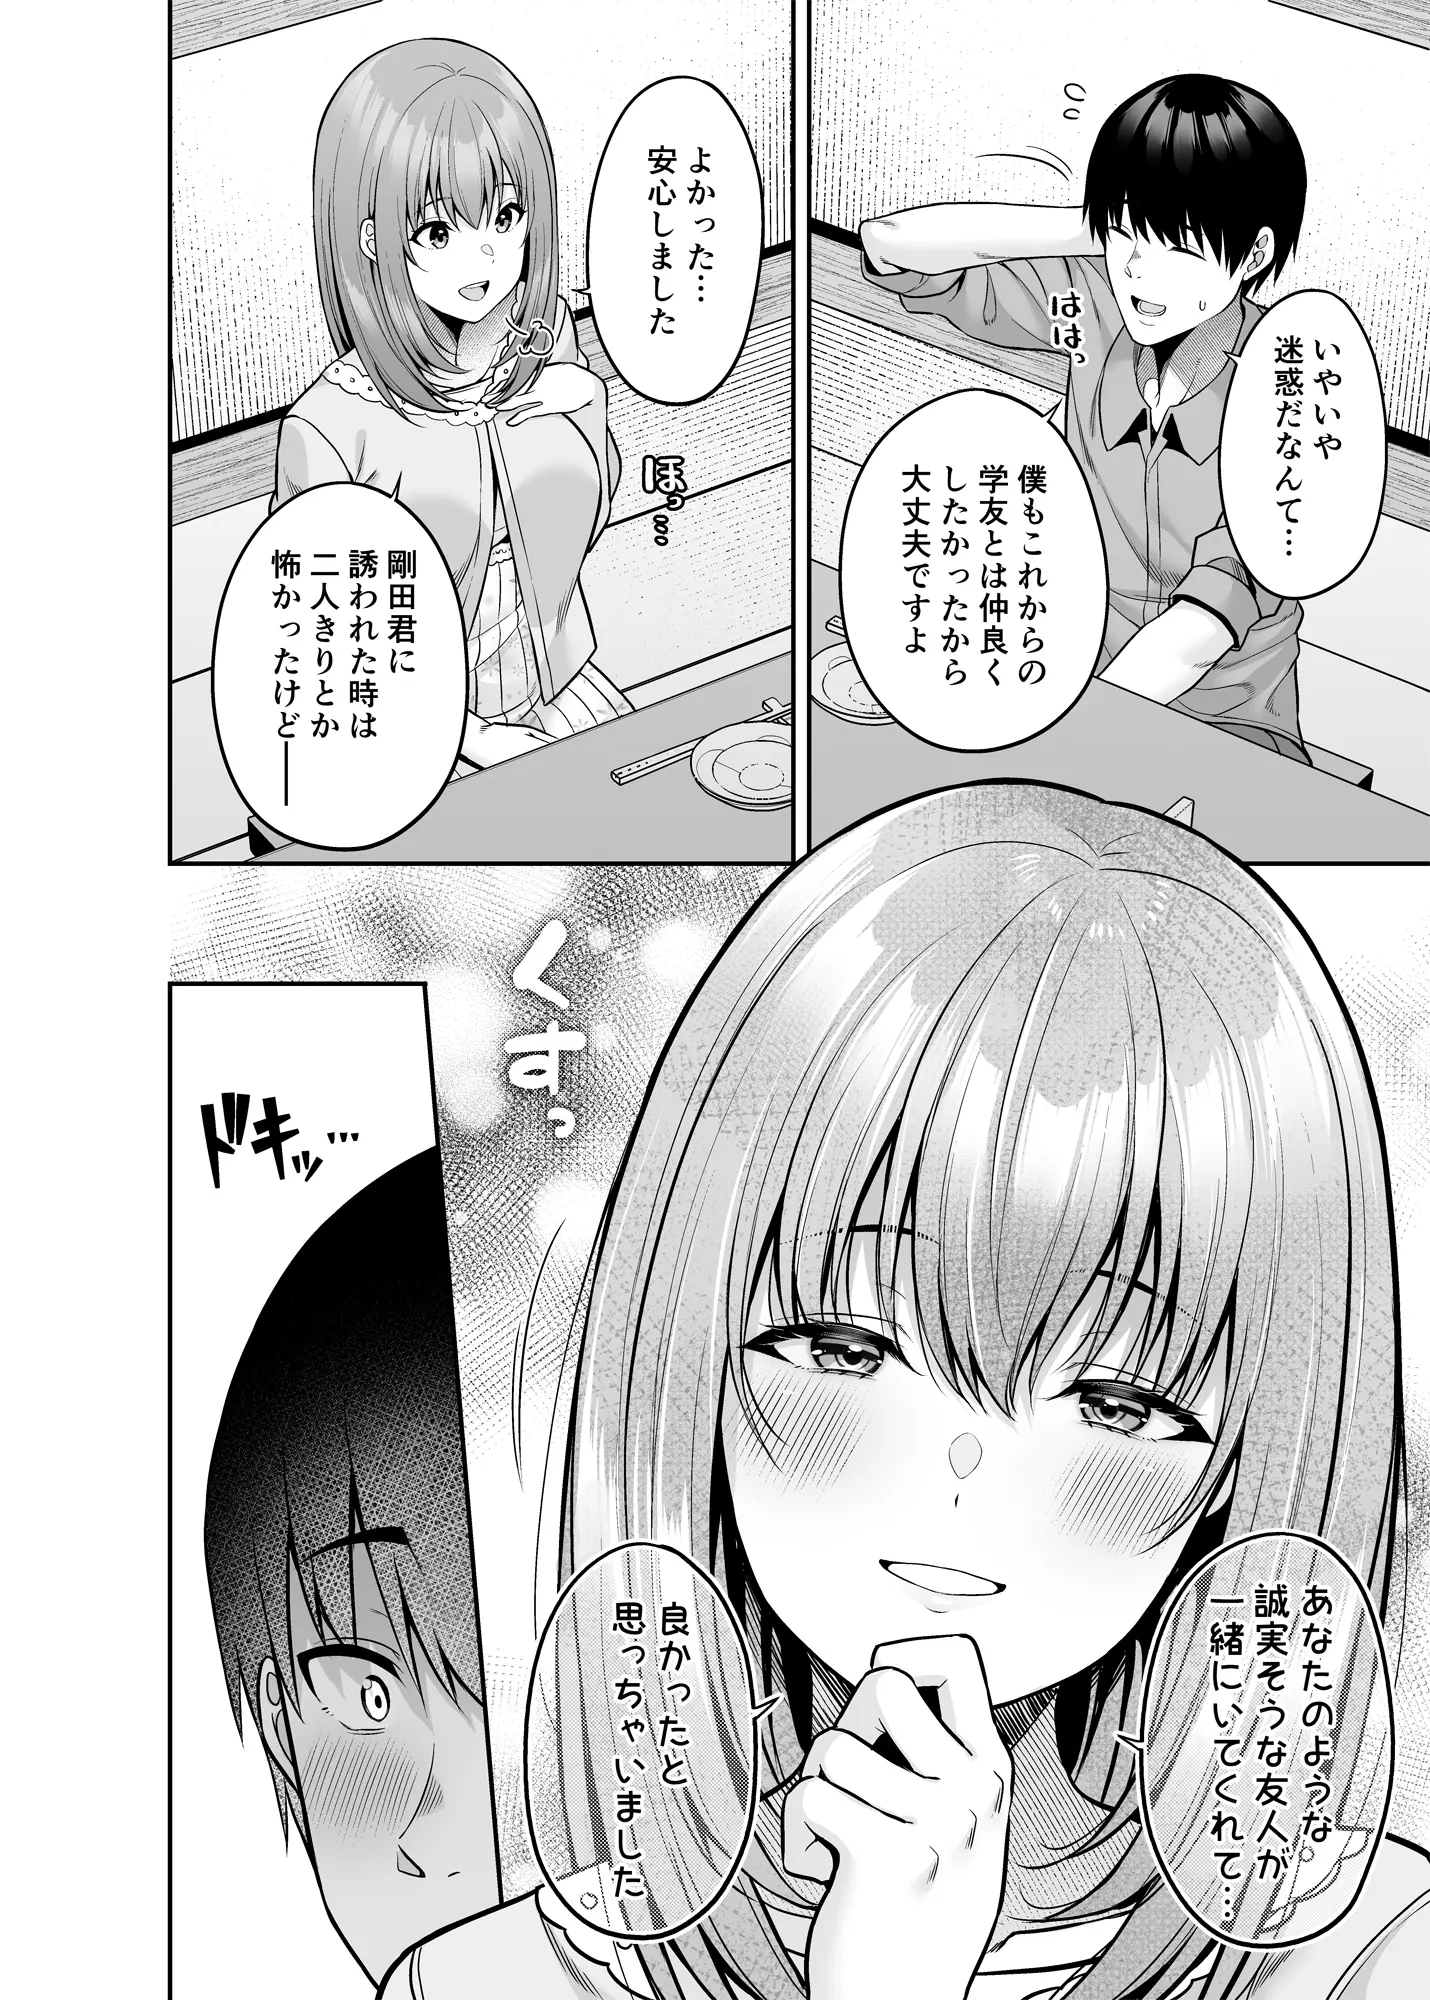 いやいや
迷惑だなんて…
はは
はっ
僕もこれからの
学友とは仲良く
したかったから
大丈夫ですよ
よかった…
安心しました
ほっ…
剛田君に
誘われた時は
二人きりとか
怖かったけど──
くすっ
あなたのような
誠実そうな友人が
一緒にいてくれて…
良かったと
思っちゃいました
ドキッ…